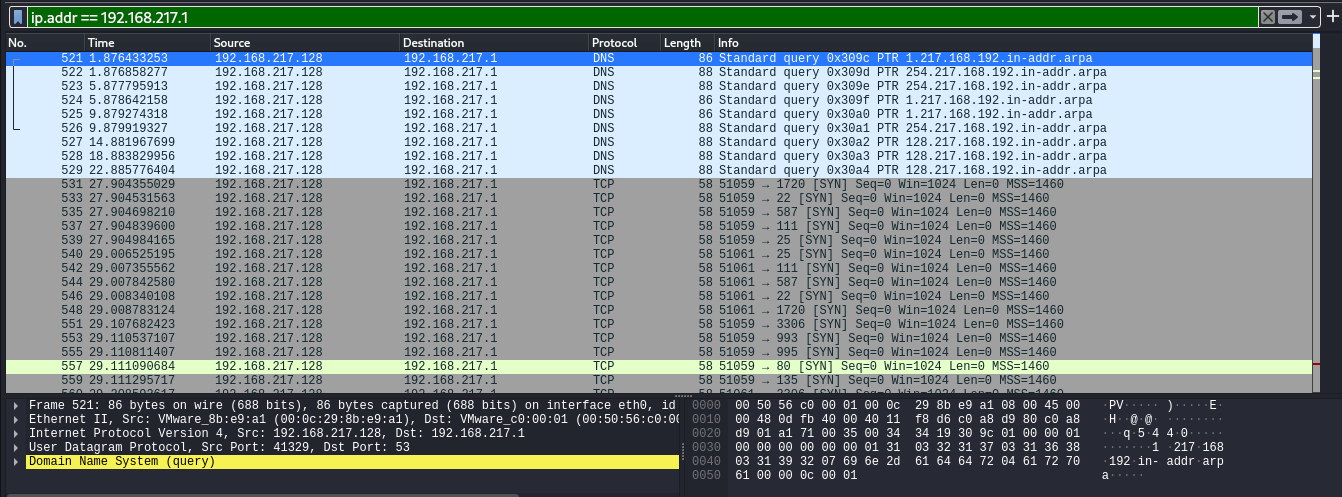 ip.addr == 192.168.217.1
No. Time Source Destination Protocol Length Info
521 1.876433253 192.168.217.128 192.168.217.1 DNS 86 Standard query 0x309c PTR 1.217.168.192.in-addr.arpa
522 1.876858277 192.168.217.128 192.168.217.1 DNS 88 Standard query 0x309d PTR 254.217.168.192.in-addr.arpa
523 5.877795913 192.168.217.128 192.168.217.1 DNS 88 Standard query 0x309e PTR 254.217.168.192.in-addr.arpa
524 5.878642158 192.168.217.128 192.168.217.1 DNS 86 Standard query 0x309f PTR 1.217.168.192.in-addr.arpa
525 9.879274318 192.168.217.128 192.168.217.1 DNS 86 Standard query 0x30a0 PTR 1.217.168.192.in-addr.arpa
526 9.879919327 192.168.217.128 192.168.217.1 DNS 88 Standard query 0x30a1 PTR 254.217.168.192.in-addr.arpa
527 14.881967699 192.168.217.128 192.168.217.1 DNS 88 Standard query 0x30a2 PTR 128.217.168.192.in-addr.arpa
528 18.883829956 192.168.217.128 192.168.217.1 DNS 88 Standard query 0x30a3 PTR 128.217.168.192.in-addr.arpa
529 22.885776404 192.168.217.128 192.168.217.1 DNS 88 Standard query 0x30a4 PTR 128.217.168.192.in-addr.arpa
531 27.904355029 192.168.217.128 192.168.217.1 TCP 58 51059 → 1720 [SYN] Seq=0 Win=1024 Len=0 MSS=1460
533 27.904531563 192.168.217.128 192.168.217.1 TCP 58 51059 → 22 [SYN] Seq=0 Win=1024 Len=0 MSS=1460
535 27.904698210 192.168.217.128 192.168.217.1 TCP 58 51059 → 587 [SYN] Seq=0 Win=1024 Len=0 MSS=1460
537 27.904839600 192.168.217.128 192.168.217.1 TCP 58 51059 → 111 [SYN] Seq=0 Win=1024 Len=0 MSS=1460
539 27.904984165 192.168.217.128 192.168.217.1 TCP 58 51059 → 25 [SYN] Seq=0 Win=1024 Len=0 MSS=1460
540 29.006525195 192.168.217.128 192.168.217.1 TCP 58 51061 → 25 [SYN] Seq=0 Win=1024 Len=0 MSS=1460
542 29.007355562 192.168.217.128 192.168.217.1 TCP 58 51061 → 111 [SYN] Seq=0 Win=1024 Len=0 MSS=1460
544 29.007842580 192.168.217.128 192.168.217.1 TCP 58 51061 → 587 [SYN] Seq=0 Win=1024 Len=0 MSS=1460
546 29.008340108 192.168.217.128 192.168.217.1 TCP 58 51061 → 22 [SYN] Seq=0 Win=1024 Len=0 MSS=1460
548 29.008783124 192.168.217.128 192.168.217.1 TCP 58 51061 → 1720 [SYN] Seq=0 Win=1024 Len=0 MSS=1460
551 29.107682423 192.168.217.128 192.168.217.1 TCP 58 51059 → 3306 [SYN] Seq=0 Win=1024 Len=0 MSS=1460
553 29.110537107 192.168.217.128 192.168.217.1 TCP 58 51059 → 993 [SYN] Seq=0 Win=1024 Len=0 MSS=1460
555 29.110811407 192.168.217.128 192.168.217.1 TCP 58 51059 → 995 [SYN] Seq=0 Win=1024 Len=0 MSS=1460
557 29.111090684 192.168.217.128 192.168.217.1 TCP 58 51059 → 80 [SYN] Seq=0 Win=1024 Len=0 MSS=1460
559 29.111295717 192.168.217.128 192.168.217.1 TCP 58 51059 → 135 [SYN] Seq=0 Win=1024 Len=0 MSS=1460
Frame 521: 86 bytes on wire (688 bits), 86 bytes captured (688 bits) on interface eth0, id
Ethernet II, Src: VMware_8b:e9:a1 (00:0c:29:8b:e9:a1), Dst: VMware_c0:00:01 (00:50:56:c0:00
Internet Protocol Version 4, Src: 192.168.217.128, Dst: 192.168.217.1
User Datagram Protocol, Src Port: 41329, Dst Port: 53
Domain Name System (query)
0000 00 50 56 c0 00 01 00 0c 29 8b e9 a1 08 00 45 00 ·PV····· )·····E·
0010 00 48 0d fb 40 00 40 11 f8 d6 c0 a8 d9 80 c0 a8 ·H··@·@· ········
0020 d9 01 a1 71 00 35 00 34 34 19 30 9c 01 00 00 01 ···q·5·4 4·0·····
0030 00 00 00 00 00 00 01 31 03 32 31 37 03 31 36 38 ·······1 ·217·168
0040 03 31 39 32 07 69 6e 2d 61 64 64 72 04 61 72 70 ·192·in- addr·arp
0050 61 00 00 0c 00 01 a·····